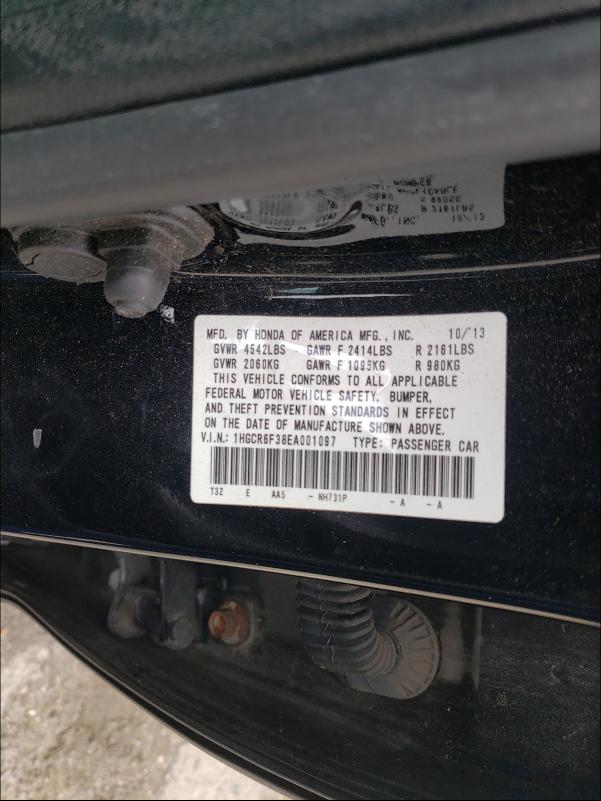 MFD. BY HONDA OF AMERICA MFG., INC. 10/'13
GVWR 4542LBS GAWR F 2414LBS R 2161LBS
GVWR 2060KG GAWR F 1095KG R 980KG
THIS VEHICLE CONFORMS TO ALL APPLICABLE
FEDERAL MOTOR VEHICLE SAFETY, BUMPER,
AND THEFT PREVENTION STANDARDS IN EFFECT
ON THE DATE OF MANUFACTURE SHOWN ABOVE.
V.I.N.: 1HGCR6F38EA001097 TYPE: PASSENGER CAR
T3Z E AA5 - NH731P - A - A